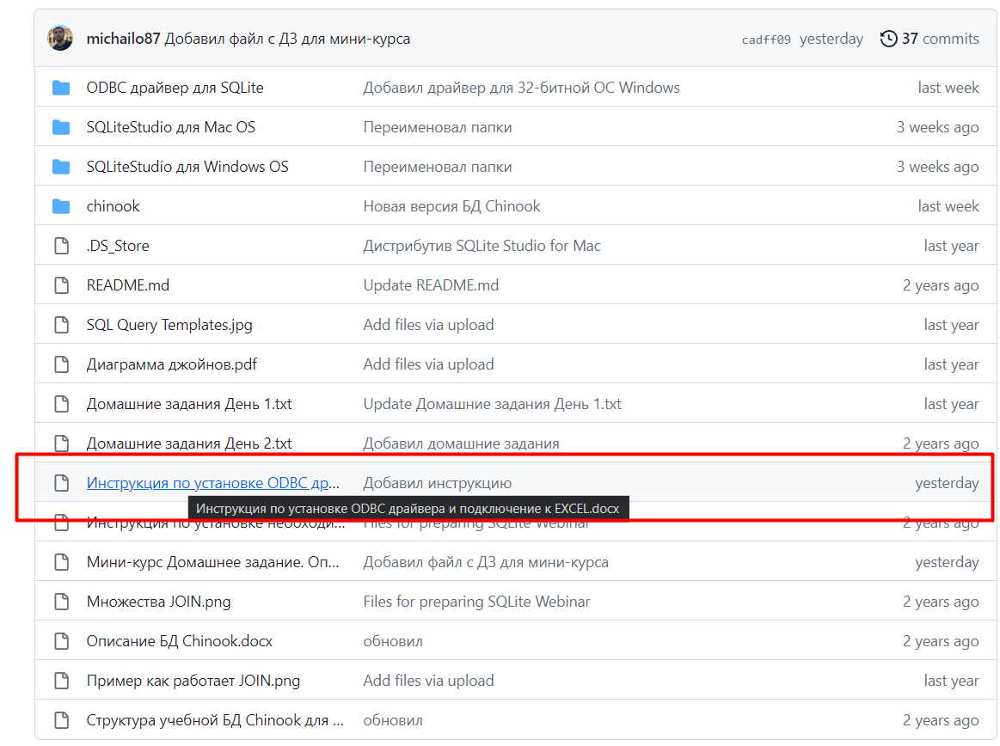 michailo87 Добавил файл с ДЗ для мини-курса cadff09 yesterday 37 commits
ODBC драйвер для SQLite Добавил драйвер для 32-битной ОС Windows last week
SQLiteStudio для Mac OS Переименовал папки 3 weeks ago
SQLiteStudio для Windows OS Переименовал папки 3 weeks ago
chinook Новая версия БД Chinook last week
.DS_Store Дистрибутив SQLite Studio for Mac last year
README.md Update README.md 2 years ago
SQL Query Templates.jpg Add files via upload last year
Диаграмма джойнов.pdf Add files via upload last year
Домашние задания День 1.txt Update Домашние задания День 1.txt last year
Домашние задания День 2.txt Добавил домашние задания 2 years ago
Инструкция по установке ODBC др... Добавил инструкцию yesterday
Инструкция по установке ODBC драйвера и подключение к EXCEL.docx
Инструкция по установке необходи... Files for preparing SQLite Webinar 2 years ago
Мини-курс Домашнее задание. Оп... Добавил файл с ДЗ для мини-курса yesterday
Множества JOIN.png Files for preparing SQLite Webinar 2 years ago
Описание БД Chinook.docx обновил 2 years ago
Пример как работает JOIN.png Add files via upload last year
Структура учебной БД Chinook для ... обновил 2 years ago